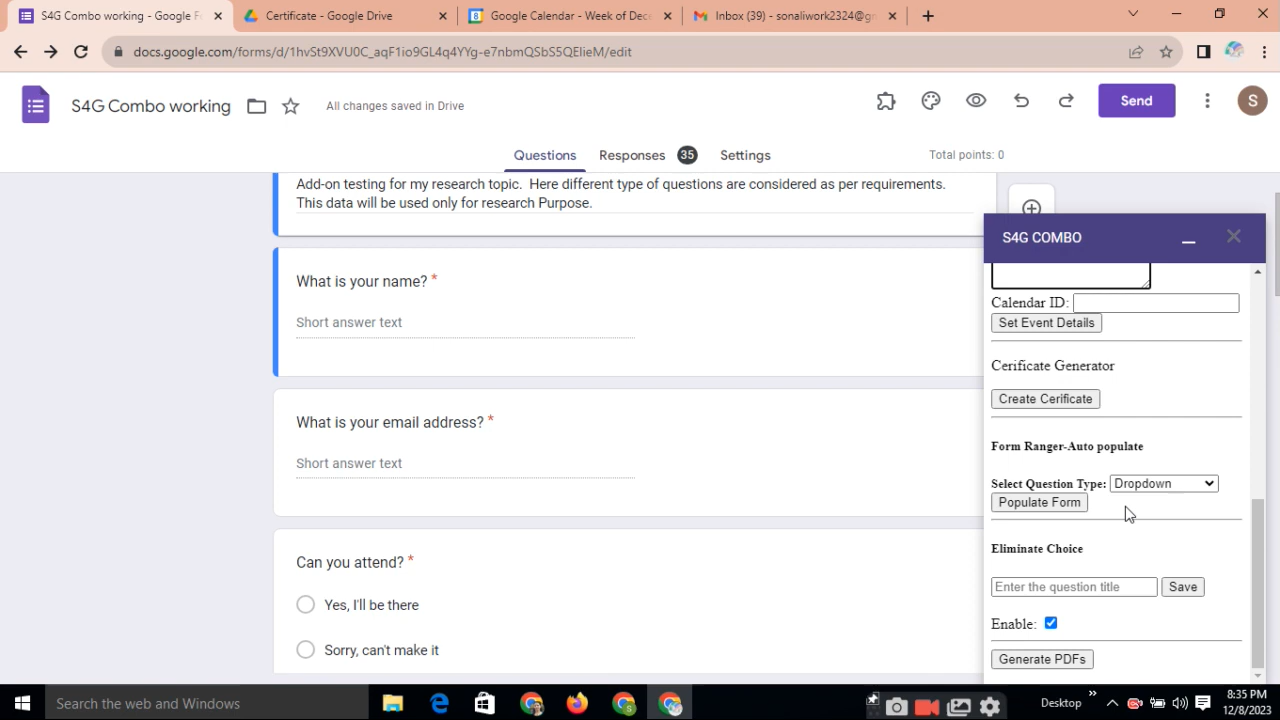 S4G Combo working - Google F
Certificate - Google Drive
Google Calendar - Week of Dece
Inbox (39) - sonaliwork2324@g
docs.google.com/forms/d/1hvSt9XVU0C_aqF1io9GL4q4YYg-e7nbmQSbS5QElieM/edit
S4G Combo working
All changes saved in Drive
Send
S
Questions
Responses 35
Settings
Total points: 0
Add-on testing for my research topic. Here different type of questions are considered as per requirements.
This data will be used only for research Purpose.
What is your name? *
Short answer text
What is your email address? *
Short answer text
Can you attend? *
Yes, I'll be there
Sorry, can't make it
S4G COMBO
Calendar ID:
Set Event Details
Cerificate Generator
Create Cerificate
Form Ranger-Auto populate
Select Question Type: Dropdown
Populate Form
Eliminate Choice
Enter the question title Save
Enable:
Generate PDFs
Search the web and Windows
Desktop
8:35 PM
12/8/2023